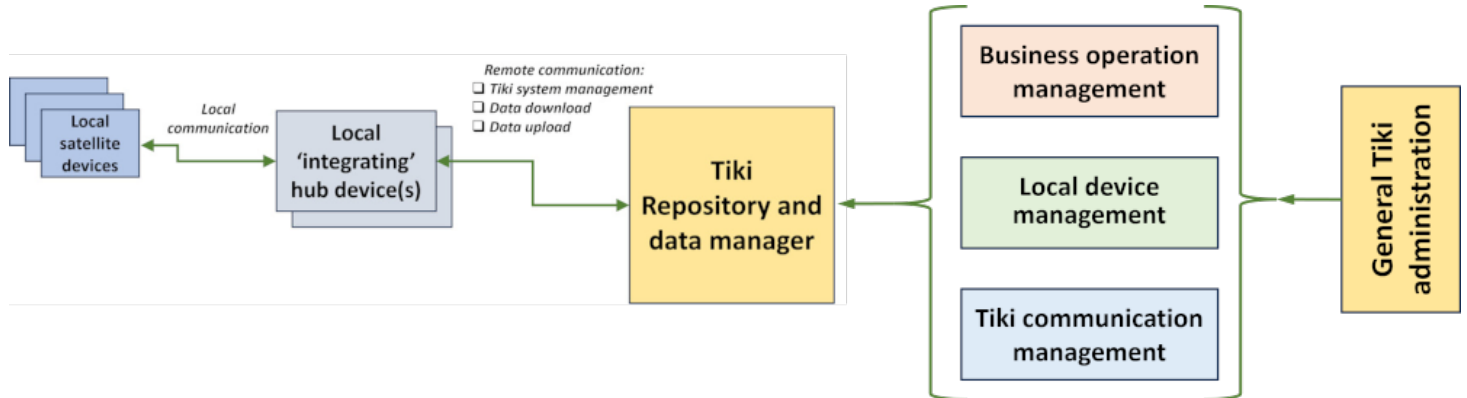 Local
satellite
devices
Local
communication
Local
‘integrating’
hub device(s)
Remote communication:
❑ Tiki system management
❑ Data download
❑ Data upload
Tiki
Repository and
data manager
Business operation
management
Local device
management
Tiki communication
management
General Tiki
administration